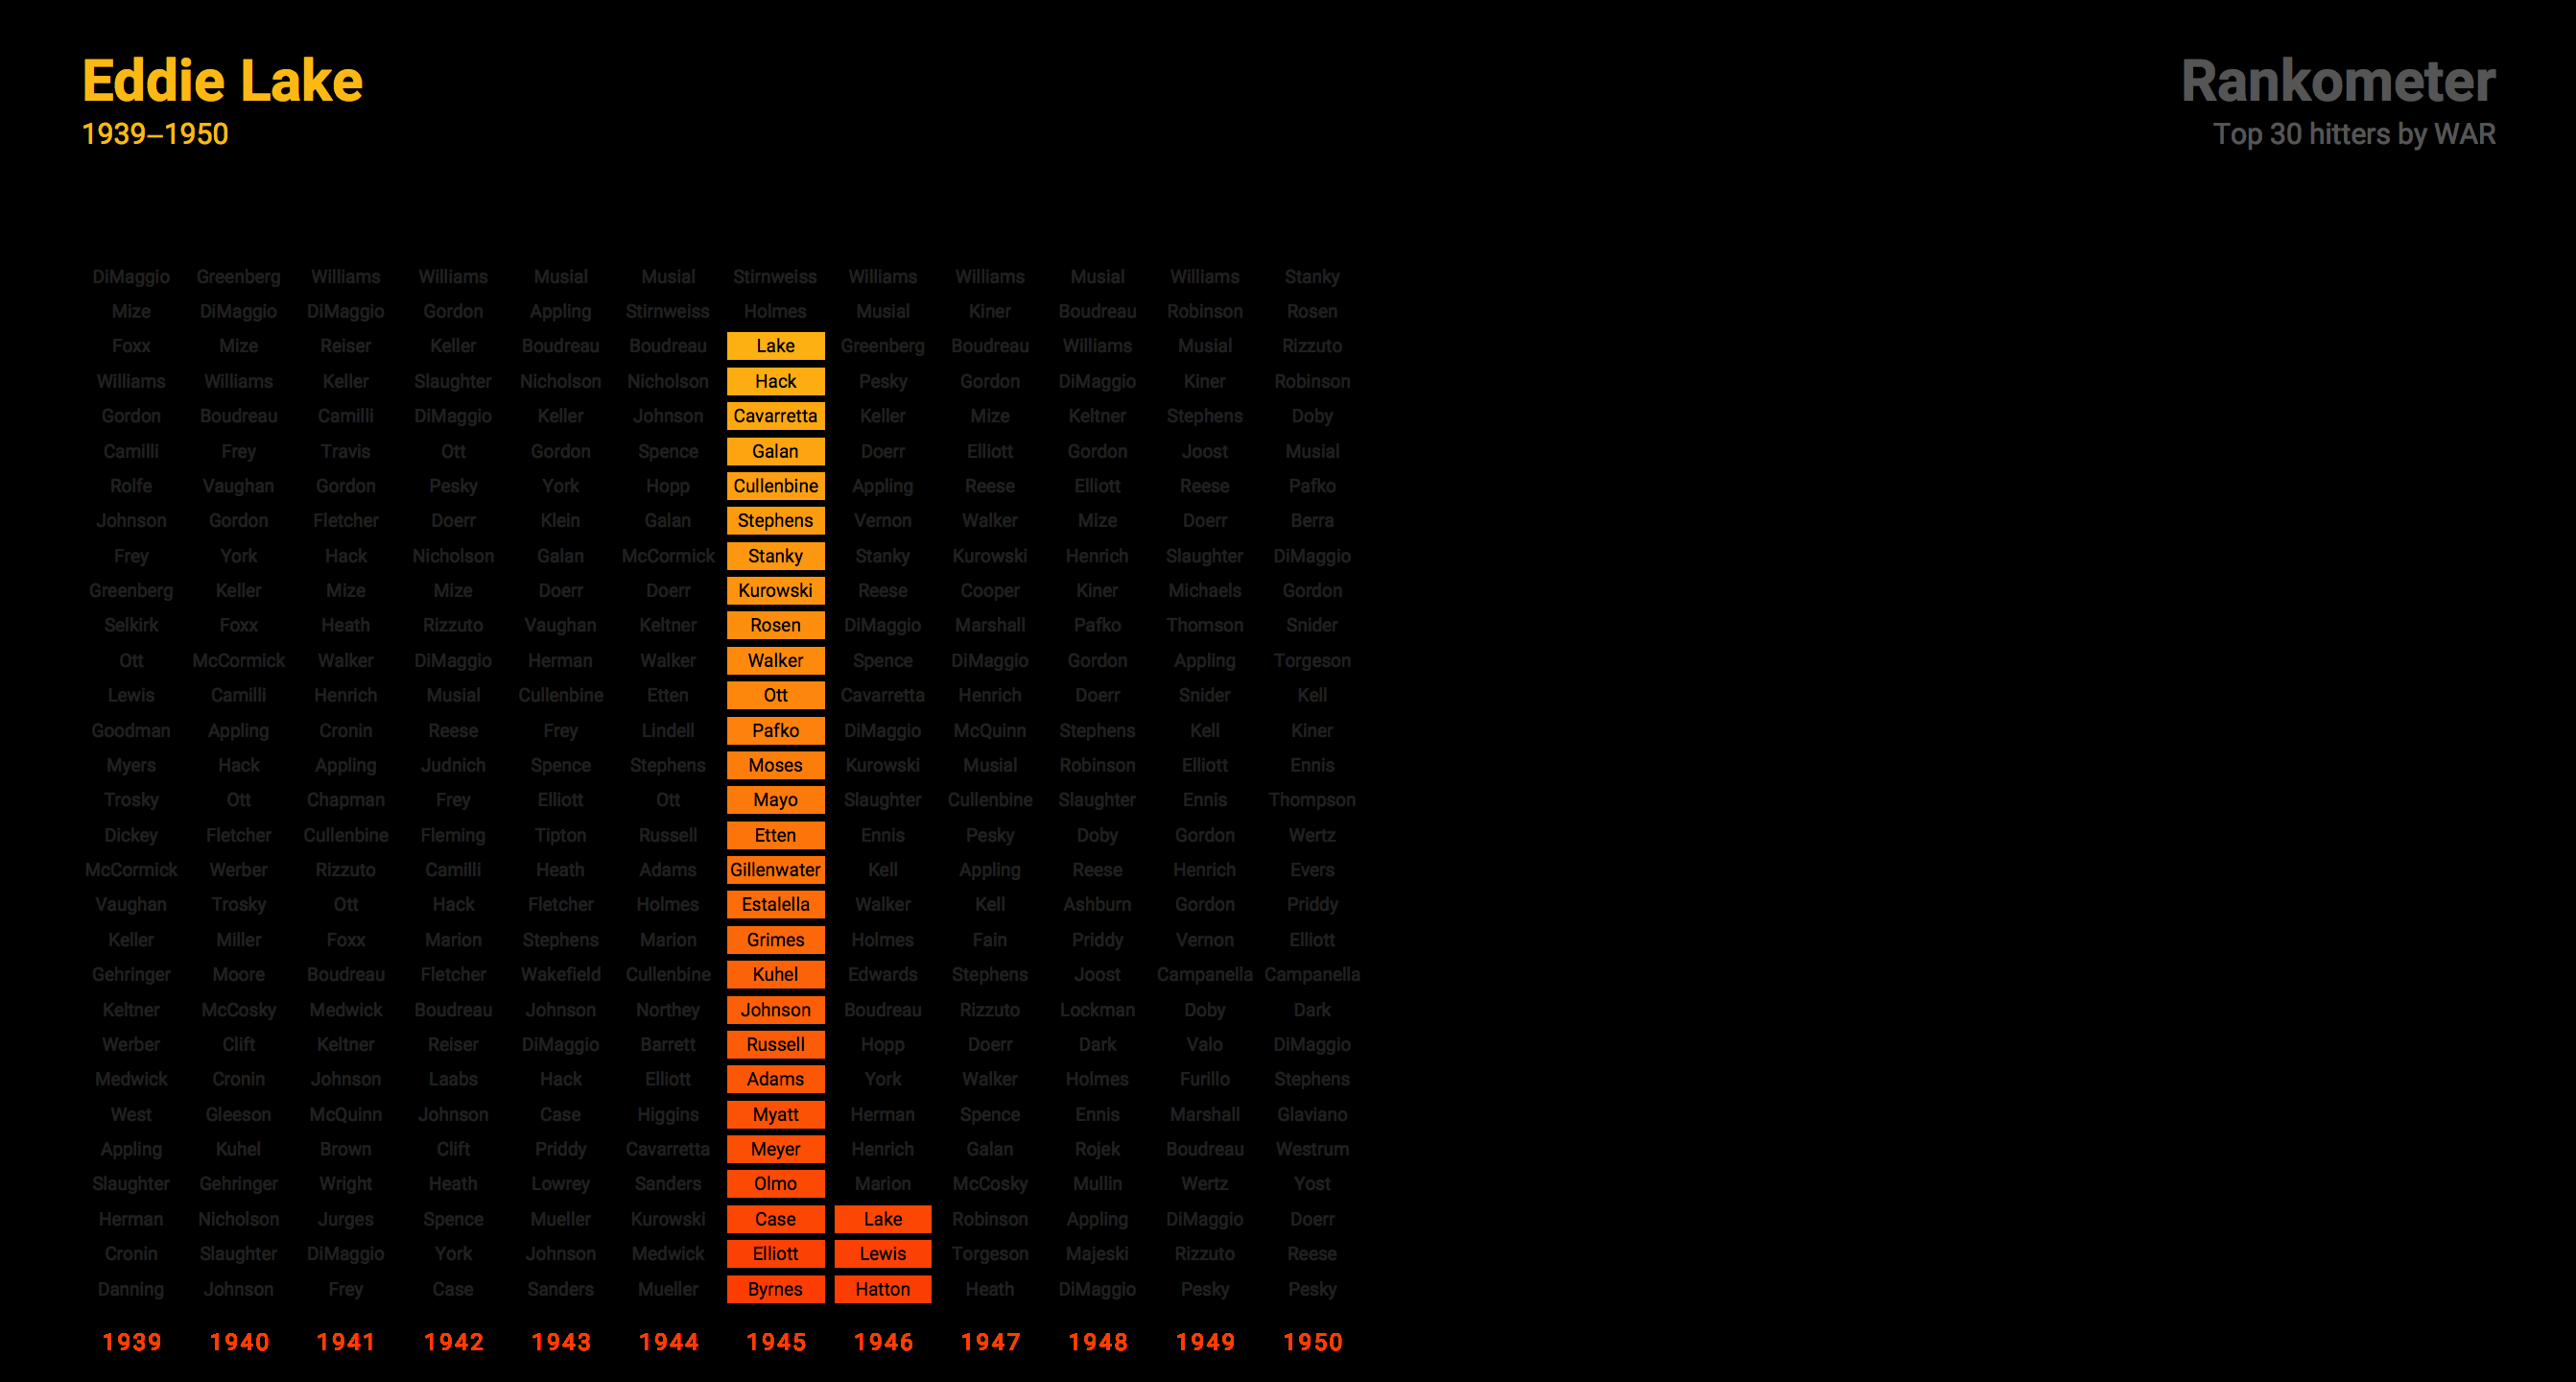 Eddie Lake
1939–1950
Rankometer
Top 30 hitters by WAR
DiMaggio Greenberg Williams Williams Musial Musial Stirnweiss Williams Williams Musial Williams Stanky
Mize DiMaggio DiMaggio Gordon Appling Stirnweiss Holmes Musial Kiner Boudreau Robinson Rosen
Foxx Mize Reiser Keller Boudreau Boudreau Lake Greenberg Boudreau Williams Musial Rizzuto
Williams Williams Keller Slaughter Nicholson Nicholson Hack Pesky Gordon DiMaggio Kiner Robinson
Gordon Boudreau Camilli DiMaggio Keller Johnson Cavarretta Keller Mize Keltner Stephens Doby
Camilli Frey Travis Ott Gordon Spence Galan Doerr Elliott Gordon Joost Musial
Rolfe Vaughan Gordon Pesky York Hopp Cullenbine Appling Reese Elliott Reese Pafko
Johnson Gordon Fletcher Doerr Klein Galan Stephens Vernon Walker Mize Doerr Berra
Frey York Hack Nicholson Galan McCormick Stanky Stanky Kurowski Henrich Slaughter DiMaggio
Greenberg Keller Mize Mize Doerr Doerr Kurowski Reese Cooper Kiner Michaels Gordon
Selkirk Foxx Heath Rizzuto Vaughan Keltner Rosen DiMaggio Marshall Pafko Thomson Snider
Ott McCormick Walker DiMaggio Herman Walker Walker Spence DiMaggio Gordon Appling Torgeson
Lewis Camilli Henrich Musial Cullenbine Etten Ott Cavarretta Henrich Doerr Snider Kell
Goodman Appling Cronin Reese Frey Lindell Pafko DiMaggio McQuinn Stephens Kell Kiner
Myers Hack Appling Judnich Spence Stephens Moses Kurowski Musial Robinson Elliott Ennis
Trosky Ott Chapman Frey Elliott Ott Mayo Slaughter Cullenbine Slaughter Ennis Thompson
Dickey Fletcher Cullenbine Fleming Tipton Russell Etten Ennis Pesky Doby Gordon Wertz
McCormick Werber Rizzuto Camilli Heath Adams Gillenwater Kell Appling Reese Henrich Evers
Vaughan Trosky Ott Hack Fletcher Holmes Estalella Walker Kell Ashburn Gordon Priddy
Keller Miller Foxx Marion Stephens Marion Grimes Holmes Fain Priddy Vernon Elliott
Gehringer Moore Boudreau Fletcher Wakefield Cullenbine Kuhel Edwards Stephens Joost Campanella Campanella
Keltner McCosky Medwick Boudreau Johnson Northey Johnson Boudreau Rizzuto Lockman Doby Dark
Werber Clift Keltner Reiser DiMaggio Barrett Russell Hopp Doerr Dark Valo DiMaggio
Medwick Cronin Johnson Laabs Hack Elliott Adams York Walker Holmes Furillo Stephens
West Gleeson McQuinn Johnson Case Higgins Myatt Herman Spence Ennis Marshall Glaviano
Appling Kuhel Brown Clift Priddy Cavarretta Meyer Henrich Galan Rojek Boudreau Westrum
Slaughter Gehringer Wright Heath Lowrey Sanders Olmo Marion McCosky Mullin Wertz Yost
Herman Nicholson Jurges Spence Mueller Kurowski Case Lake Robinson Appling DiMaggio Doerr
Cronin Slaughter DiMaggio York Johnson Medwick Elliott Lewis Torgeson Majeski Rizzuto Reese
Danning Johnson Frey Case Sanders Mueller Byrnes Hatton Heath DiMaggio Pesky Pesky
1939 1940 1941 1942 1943 1944 1945 1946 1947 1948 1949 1950